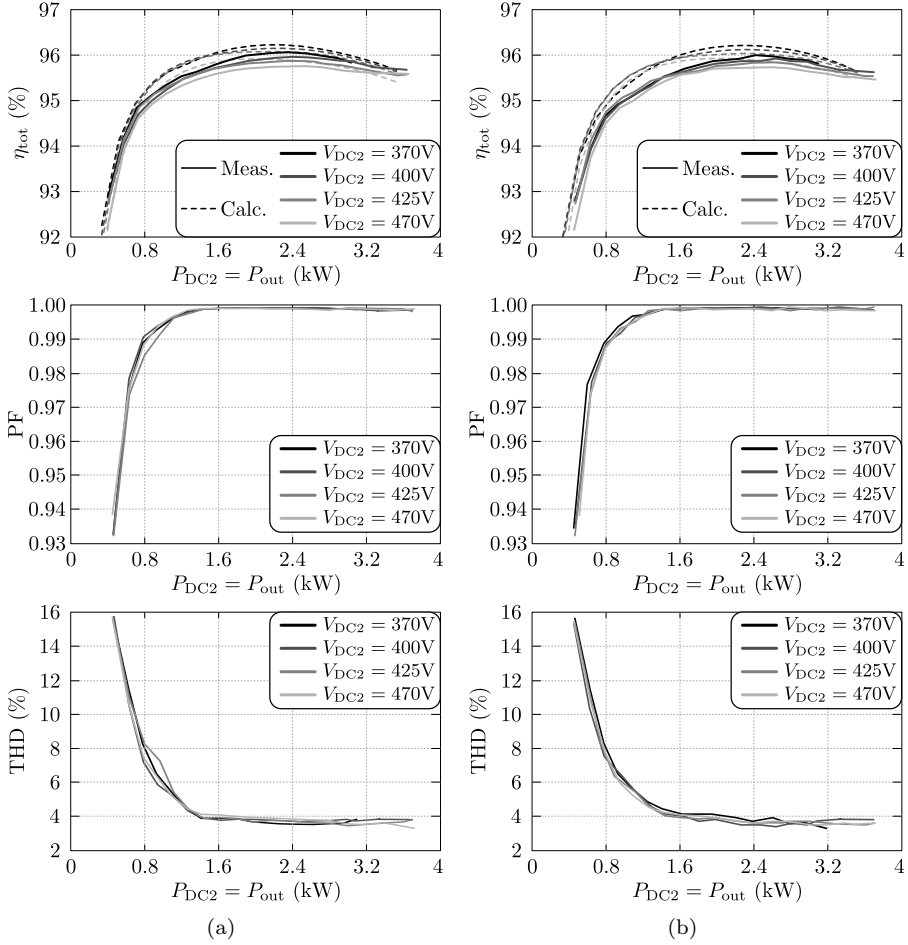 97
96
95
94
93
92
η_tot (%)
Meas.
Calc.
V_DC2 = 370V
V_DC2 = 400V
V_DC2 = 425V
V_DC2 = 470V
0 0.8 1.6 2.4 3.2 4
P_DC2 = P_out (kW)
97
96
95
94
93
92
η_tot (%)
Meas.
Calc.
V_DC2 = 370V
V_DC2 = 400V
V_DC2 = 425V
V_DC2 = 470V
0 0.8 1.6 2.4 3.2 4
P_DC2 = P_out (kW)
1.00
0.99
0.98
0.97
0.96
0.95
0.94
0.93
PF
V_DC2 = 370V
V_DC2 = 400V
V_DC2 = 425V
V_DC2 = 470V
0 0.8 1.6 2.4 3.2 4
P_DC2 = P_out (kW)
1.00
0.99
0.98
0.97
0.96
0.95
0.94
0.93
PF
V_DC2 = 370V
V_DC2 = 400V
V_DC2 = 425V
V_DC2 = 470V
0 0.8 1.6 2.4 3.2 4
P_DC2 = P_out (kW)
16
14
12
10
8
6
4
2
THD (%)
V_DC2 = 370V
V_DC2 = 400V
V_DC2 = 425V
V_DC2 = 470V
0 0.8 1.6 2.4 3.2 4
P_DC2 = P_out (kW)
(a)
16
14
12
10
8
6
4
2
THD (%)
V_DC2 = 370V
V_DC2 = 400V
V_DC2 = 425V
V_DC2 = 470V
0 0.8 1.6 2.4 3.2 4
P_DC2 = P_out (kW)
(b)